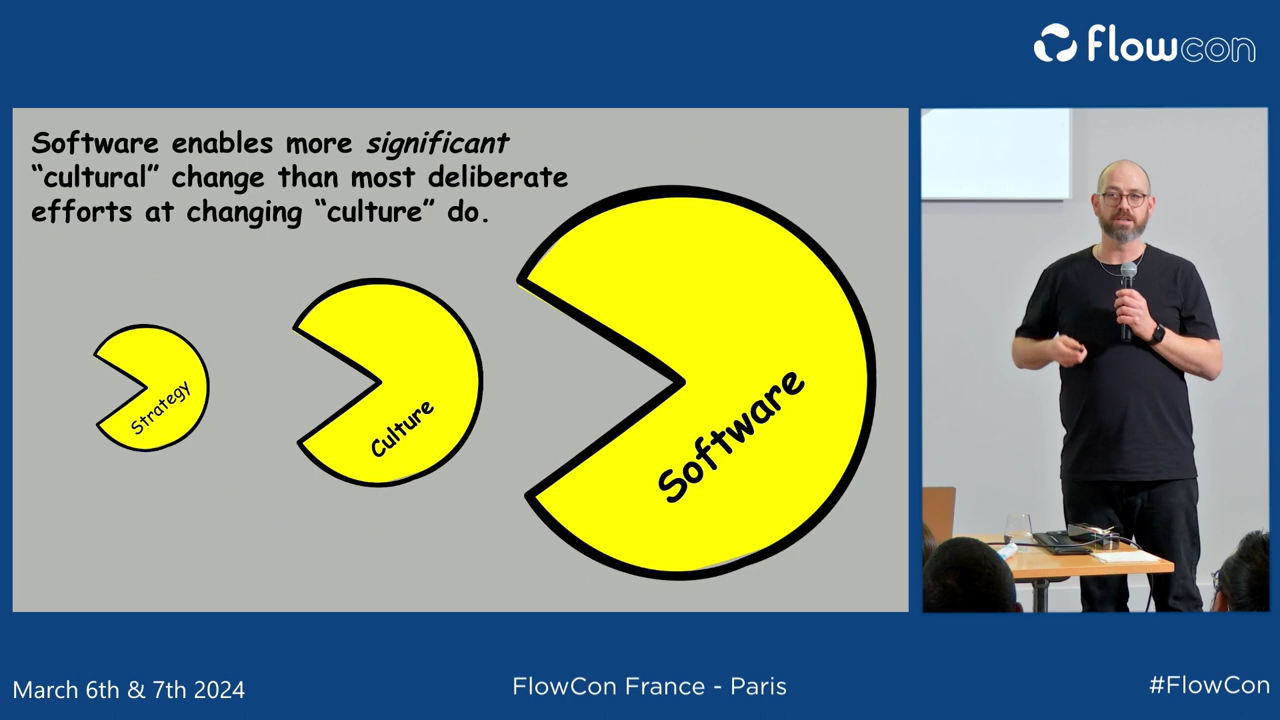 flowcon
Software enables more significant
“cultural” change than most deliberate
efforts at changing “culture” do.
Strategy
Culture
Software
March 6th & 7th 2024
FlowCon France - Paris
#FlowCon